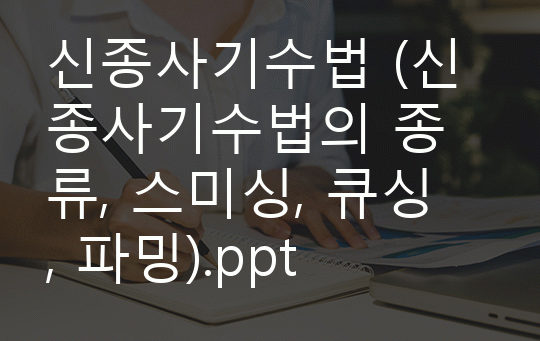 신종사기수법 (신
종사기수법의 종
류, 스미싱, 큐싱
, 파밍).ppt